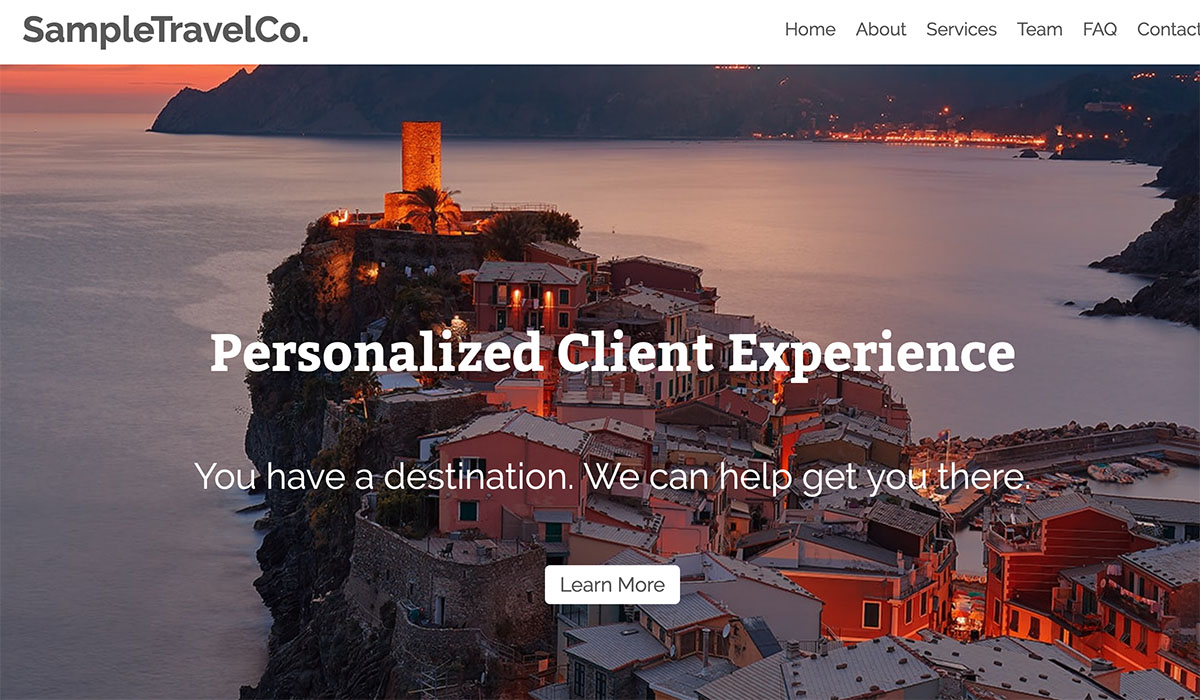 SampleTravelCo.
Home About Services Team FAQ Contact
Personalized Client Experience
You have a destination. We can help get you there.
Learn More